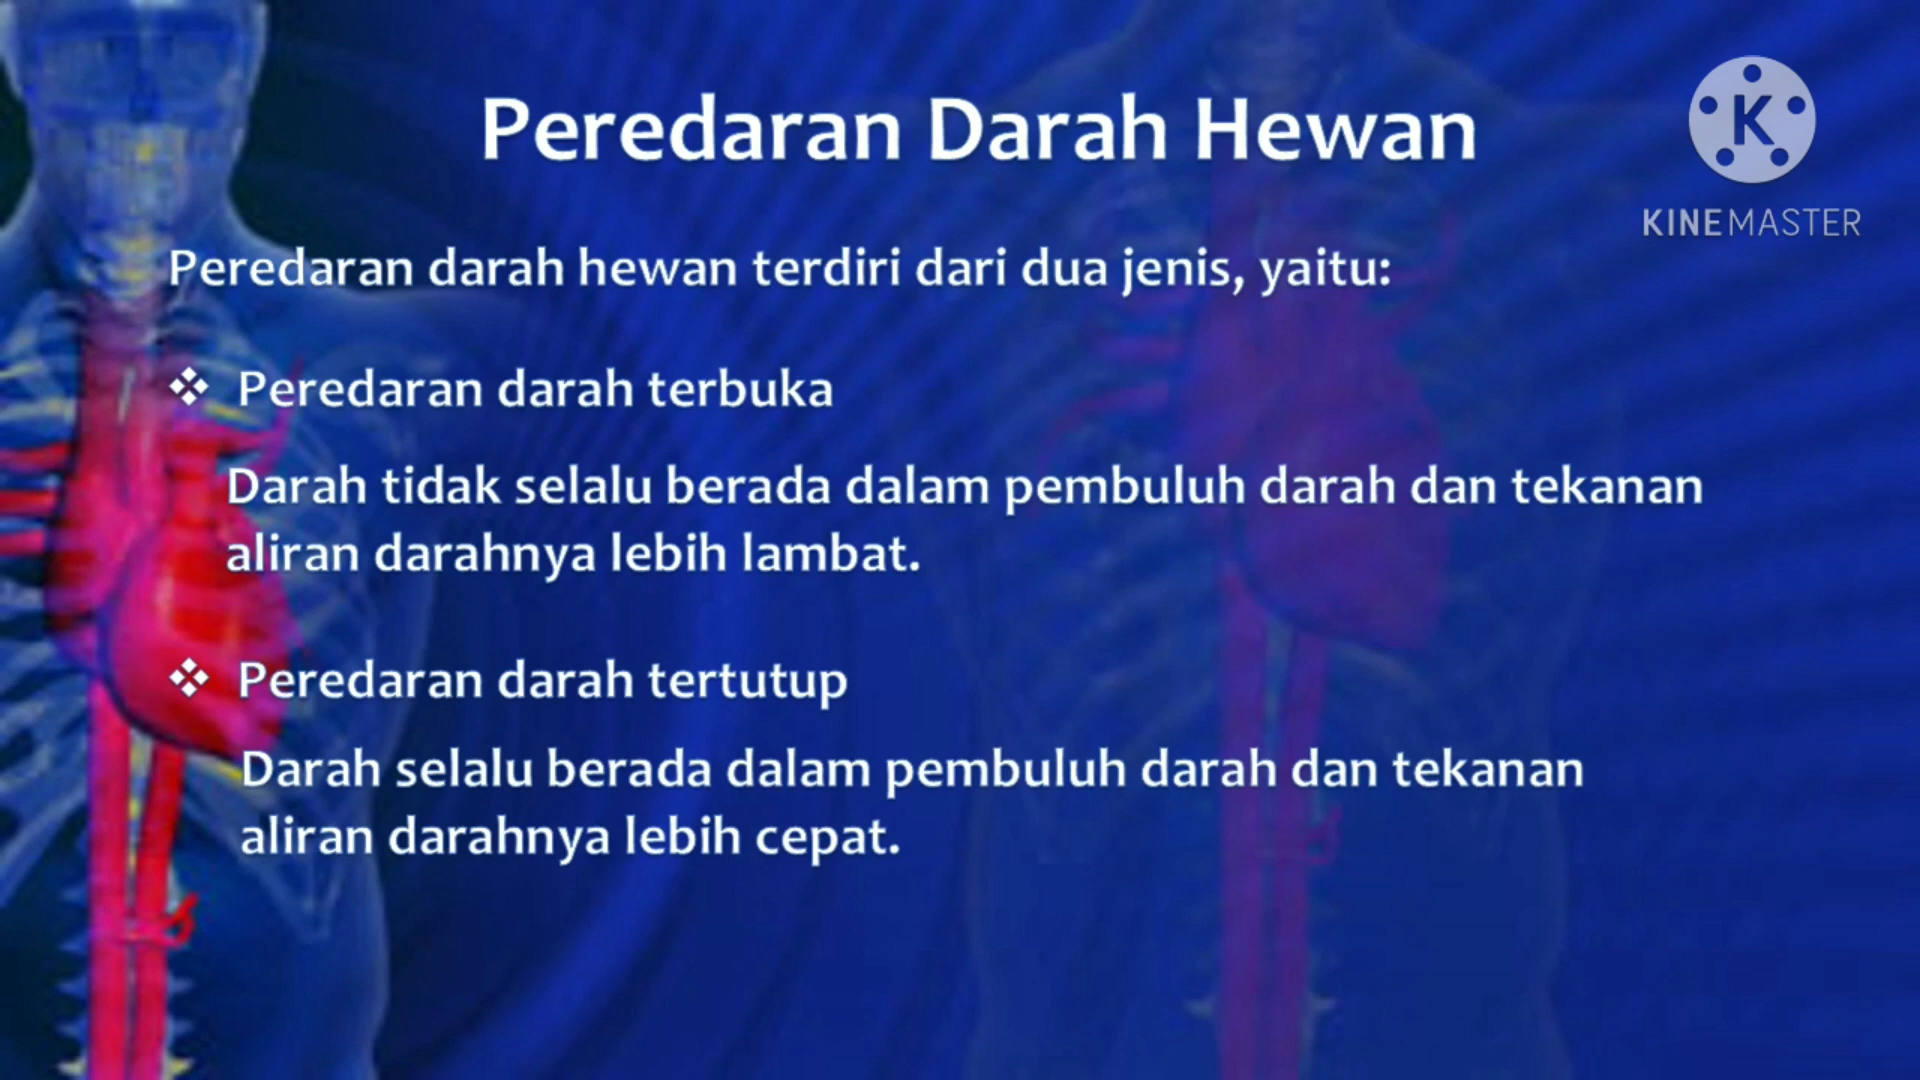 Peredaran Darah Hewan
K
KINEMASTER
Peredaran darah hewan terdiri dari dua jenis, yaitu:
❖ Peredaran darah terbuka
Darah tidak selalu berada dalam pembuluh darah dan tekanan
aliran darahnya lebih lambat.
❖ Peredaran darah tertutup
Darah selalu berada dalam pembuluh darah dan tekanan
aliran darahnya lebih cepat.